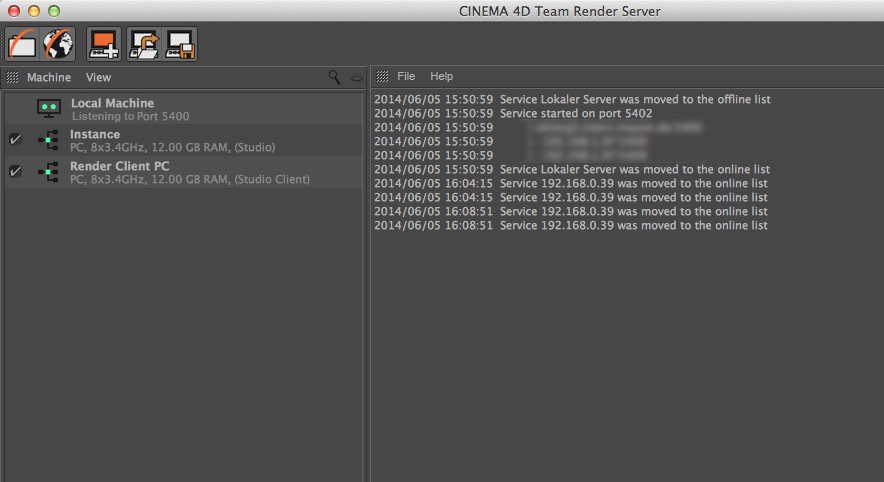 CINEMA 4D Team Render Server
Machine View
File Help
Local Machine
Listening to Port 5400
Instance
PC, 8x3.4GHz, 12.00 GB RAM, (Studio)
Render Client PC
PC, 8x3.4GHz, 12.00 GB RAM, (Studio Client)
2014/06/05 15:50:59 Service Lokaler Server was moved to the offline list
2014/06/05 15:50:59 Service started on port 5402
2014/06/05 15:50:59
2014/06/05 15:50:59
2014/06/05 15:50:59
2014/06/05 15:50:59 Service Lokaler Server was moved to the online list
2014/06/05 16:04:15 Service 192.168.0.39 was moved to the online list
2014/06/05 16:04:15 Service 192.168.0.39 was moved to the online list
2014/06/05 16:08:51 Service 192.168.0.39 was moved to the online list
2014/06/05 16:08:51 Service 192.168.0.39 was moved to the online list